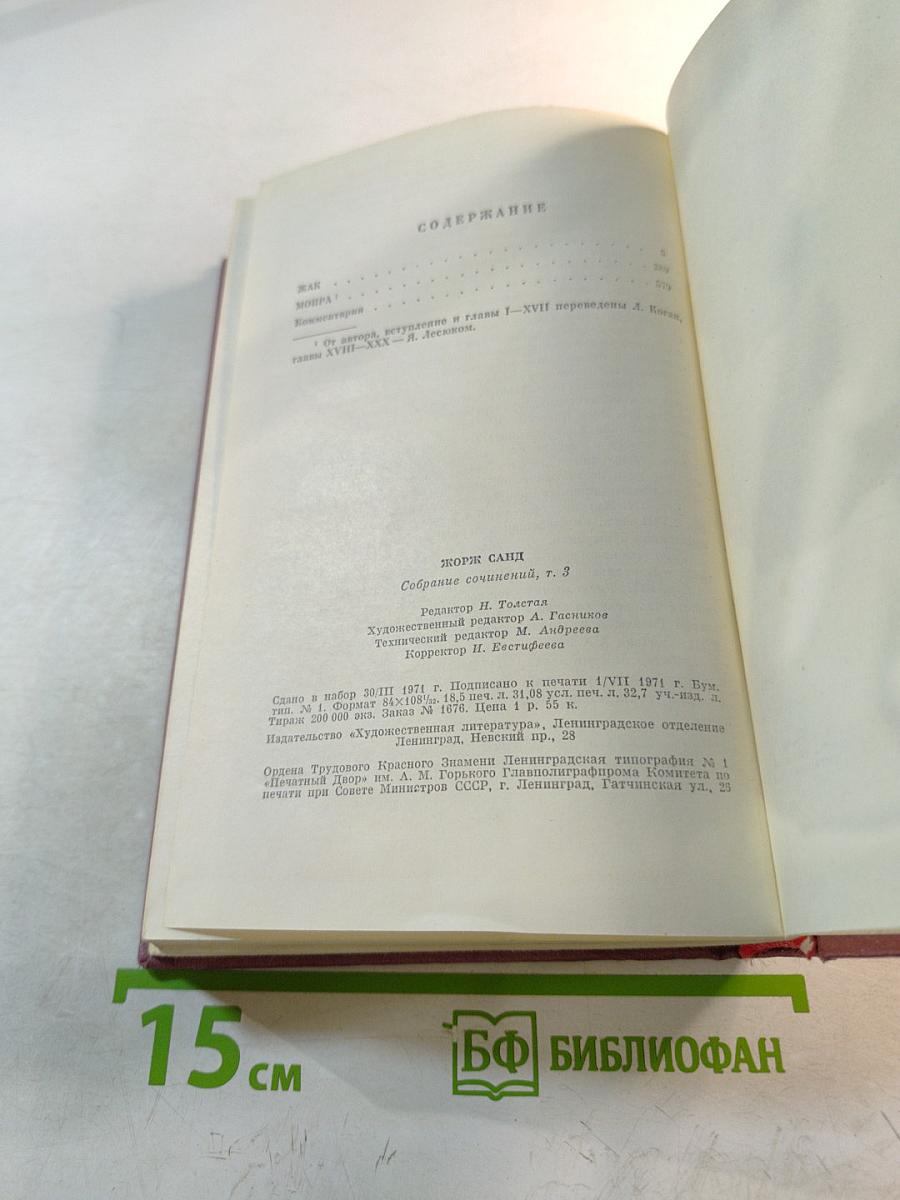 СОДЕРЖАНИЕ
ЖАК . . . . . 5
МОПРА ¹ . . . . . 289
Комментарии . . . . . 579
¹ От автора, вступление и главы I—XVII переведены Л. Коган,
главы XVIII—XXX — Я. Лесюком.
ЖОРЖ САНД
Собрание сочинений, т. 3
Редактор Н. Толстая
Художественный редактор А. Гасников
Технический редактор М. Андреева
Корректор И. Евстифеева
Сдано в набор 30/III 1971 г. Подписано к печати 1/VII 1971 г. Бум.
тип. № 1. Формат 84×108¹/₃₂. 18,5 печ. л. 31,08 усл. печ. л. 32,7 уч.-изд. л.
Тираж 200 000 экз. Заказ № 1676. Цена 1 р. 55 к.
Издательство «Художественная литература», Ленинградское отделение
Ленинград, Невский пр., 28
Ордена Трудового Красного Знамени Ленинградская типография № 1
«Печатный Двор» им. А. М. Горького Главполиграфпрома Комитета по
печати при Совете Министров СССР, г. Ленинград, Гатчинская ул., 26
15 см
БФ БИБЛИОФАН